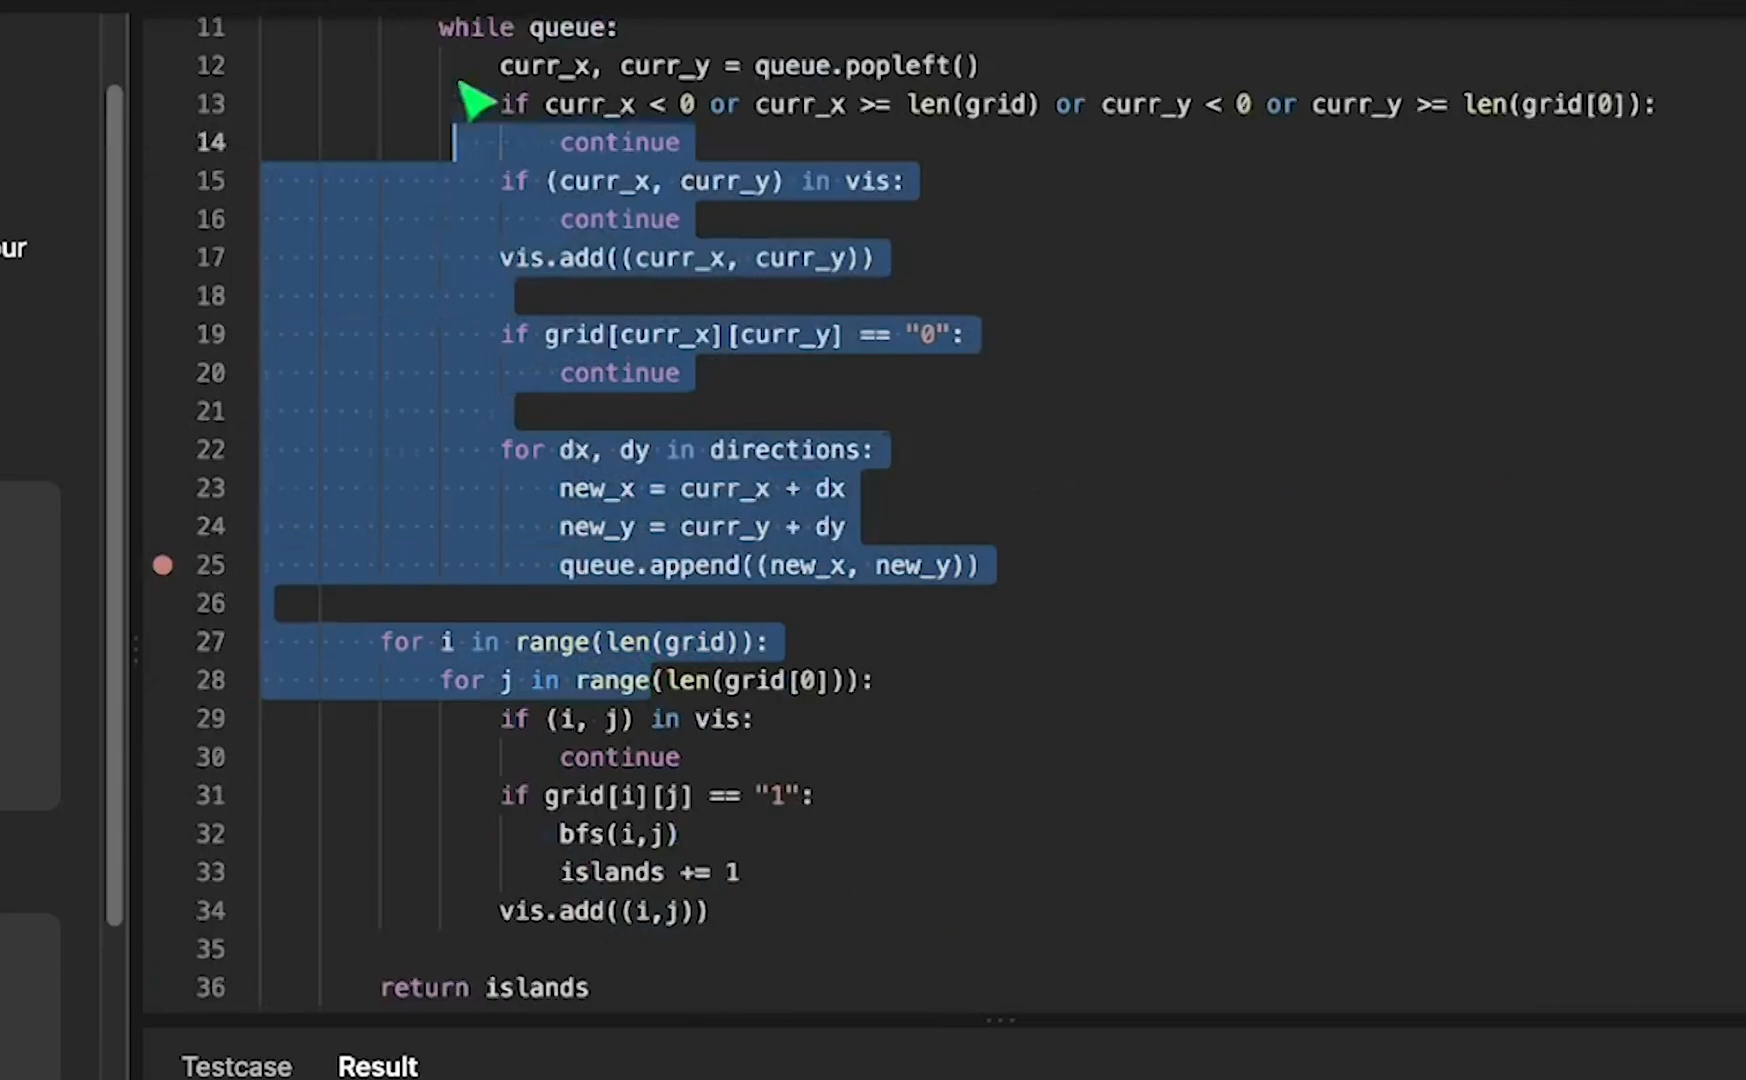 11 while queue:
12 curr_x, curr_y = queue.popleft()
13 if curr_x < 0 or curr_x >= len(grid) or curr_y < 0 or curr_y >= len(grid[0]):
14 continue
15 if (curr_x, curr_y) in vis:
16 continue
17 vis.add((curr_x, curr_y))
18
19 if grid[curr_x][curr_y] == "0":
20 continue
21
22 for dx, dy in directions:
23 new_x = curr_x + dx
24 new_y = curr_y + dy
25 queue.append((new_x, new_y))
26
27 for i in range(len(grid)):
28 for j in range(len(grid[0])):
29 if (i, j) in vis:
30 continue
31 if grid[i][j] == "1":
32 bfs(i,j)
33 islands += 1
34 vis.add((i,j))
35
36 return islands
Testcase Result